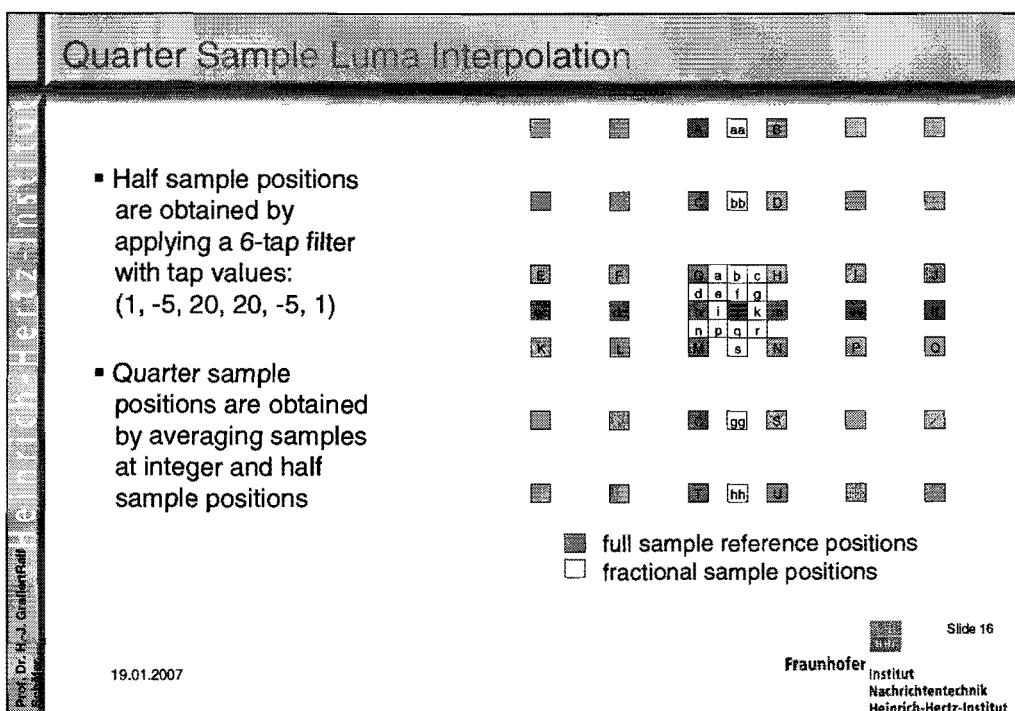 Quarter Sample Luma Interpolation
▪ Half sample positions
are obtained by
applying a 6-tap filter
with tap values:
(1, -5, 20, 20, -5, 1)
▪ Quarter sample
positions are obtained
by averaging samples
at integer and half
sample positions
A aa B
C bb D
E F G a b c H I J
d e f g
i k m
n p q r
K L M s N P Q
gg S
T hh U
full sample reference positions
fractional sample positions
Heinrich-Hertz-Institut
Prof. Dr. H.-J. Grallert
19.01.2007
Slide 16
Fraunhofer Institut
Nachrichtentechnik
Heinrich-Hertz-Institut